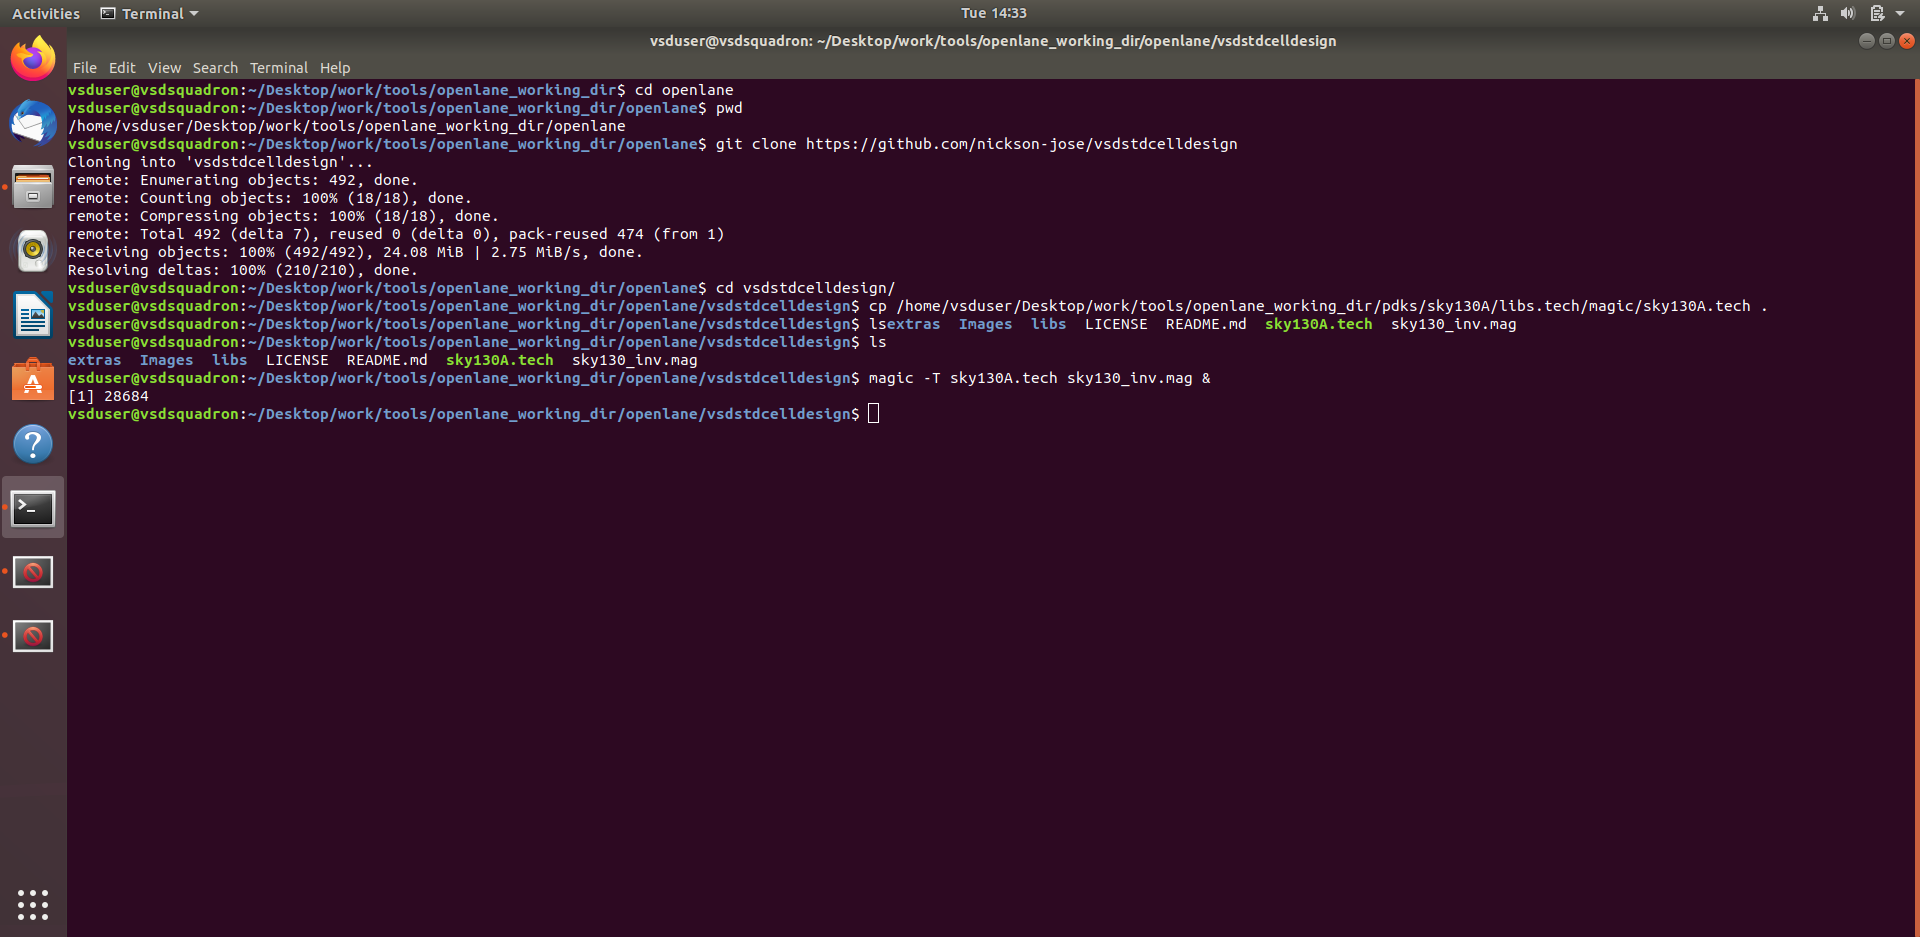 Activities Terminal Tue 14:33
vsduser@vsdsquadron: ~/Desktop/work/tools/openlane_working_dir/openlane/vsdstdcelldesign
File Edit View Search Terminal Help
vsduser@vsdsquadron:~/Desktop/work/tools/openlane_working_dir$ cd openlane
vsduser@vsdsquadron:~/Desktop/work/tools/openlane_working_dir/openlane$ pwd
/home/vsduser/Desktop/work/tools/openlane_working_dir/openlane
vsduser@vsdsquadron:~/Desktop/work/tools/openlane_working_dir/openlane$ git clone https://github.com/nickson-jose/vsdstdcelldesign
Cloning into 'vsdstdcelldesign'...
remote: Enumerating objects: 492, done.
remote: Counting objects: 100% (18/18), done.
remote: Compressing objects: 100% (18/18), done.
remote: Total 492 (delta 7), reused 0 (delta 0), pack-reused 474 (from 1)
Receiving objects: 100% (492/492), 24.08 MiB | 2.75 MiB/s, done.
Resolving deltas: 100% (210/210), done.
vsduser@vsdsquadron:~/Desktop/work/tools/openlane_working_dir/openlane$ cd vsdstdcelldesign/
vsduser@vsdsquadron:~/Desktop/work/tools/openlane_working_dir/openlane/vsdstdcelldesign$ cp /home/vsduser/Desktop/work/tools/openlane_working_dir/pdks/sky130A/libs.tech/magic/sky130A.tech .
vsduser@vsdsquadron:~/Desktop/work/tools/openlane_working_dir/openlane/vsdstdcelldesign$ lsextras Images libs LICENSE README.md sky130A.tech sky130_inv.mag
vsduser@vsdsquadron:~/Desktop/work/tools/openlane_working_dir/openlane/vsdstdcelldesign$ ls
extras Images libs LICENSE README.md sky130A.tech sky130_inv.mag
vsduser@vsdsquadron:~/Desktop/work/tools/openlane_working_dir/openlane/vsdstdcelldesign$ magic -T sky130A.tech sky130_inv.mag &
[1] 28684
vsduser@vsdsquadron:~/Desktop/work/tools/openlane_working_dir/openlane/vsdstdcelldesign$